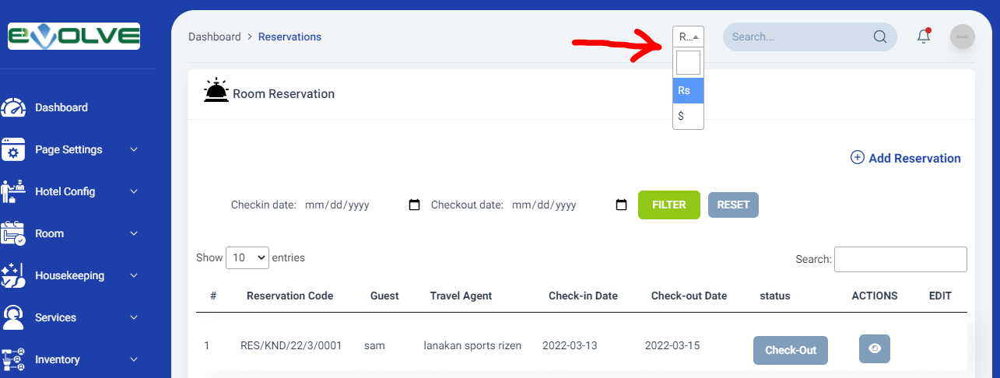 eVOLVE
Dashboard > Reservations
R...
Search...
Rs
$
Room Reservation
Dashboard
Page Settings
Hotel Config
Room
Housekeeping
Services
Inventory
Add Reservation
Checkin date: mm/dd/yyyy Checkout date: mm/dd/yyyy FILTER RESET
Show 10 entries Search:
# Reservation Code Guest Travel Agent Check-in Date Check-out Date status ACTIONS EDIT
1 RES/KND/22/3/0001 sam lanakan sports rizen 2022-03-13 2022-03-15 Check-Out